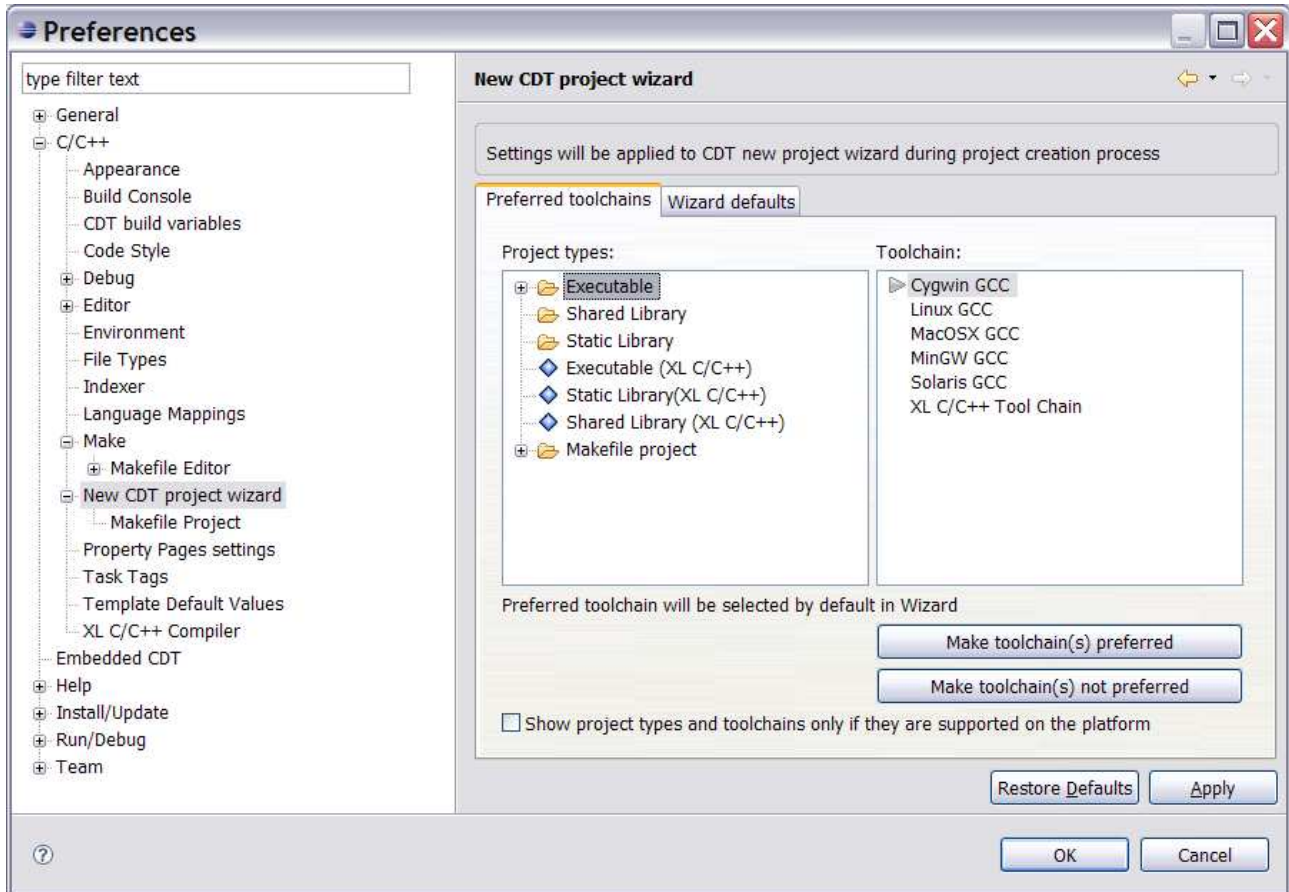 Preferences
type filter text
General
C/C++
Appearance
Build Console
CDT build variables
Code Style
Debug
Editor
Environment
File Types
Indexer
Language Mappings
Make
Makefile Editor
New CDT project wizard
Makefile Project
Property Pages settings
Task Tags
Template Default Values
XL C/C++ Compiler
Embedded CDT
Help
Install/Update
Run/Debug
Team
New CDT project wizard
Settings will be applied to CDT new project wizard during project creation process
Preferred toolchains
Wizard defaults
Project types:
Executable
Shared Library
Static Library
Executable (XL C/C++)
Static Library(XL C/C++)
Shared Library (XL C/C++)
Makefile project
Toolchain:
Cygwin GCC
Linux GCC
MacOSX GCC
MinGW GCC
Solaris GCC
XL C/C++ Tool Chain
Preferred toolchain will be selected by default in Wizard
Make toolchain(s) preferred
Make toolchain(s) not preferred
Show project types and toolchains only if they are supported on the platform
Restore Defaults
Apply
?
OK
Cancel